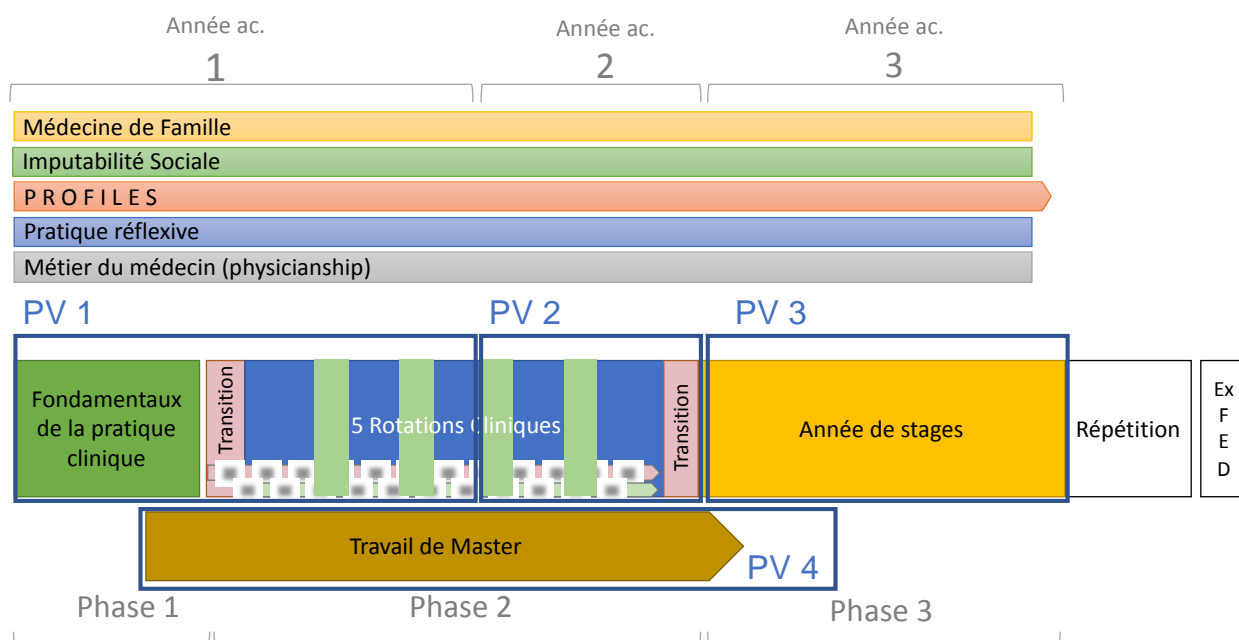 Année ac.
1
Année ac.
2
Année ac.
3
Médecine de Famille
Imputabilité Sociale
P R O F I L E S
Pratique réflexive
Métier du médecin (physicianship)
PV 1
PV 2
PV 3
Fondamentaux
de la pratique
clinique
Transition
5 Rotations Cliniques
Transition
Année de stages
Répétition
Ex
F
E
D
Travail de Master
PV 4
Phase 1
Phase 2
Phase 3